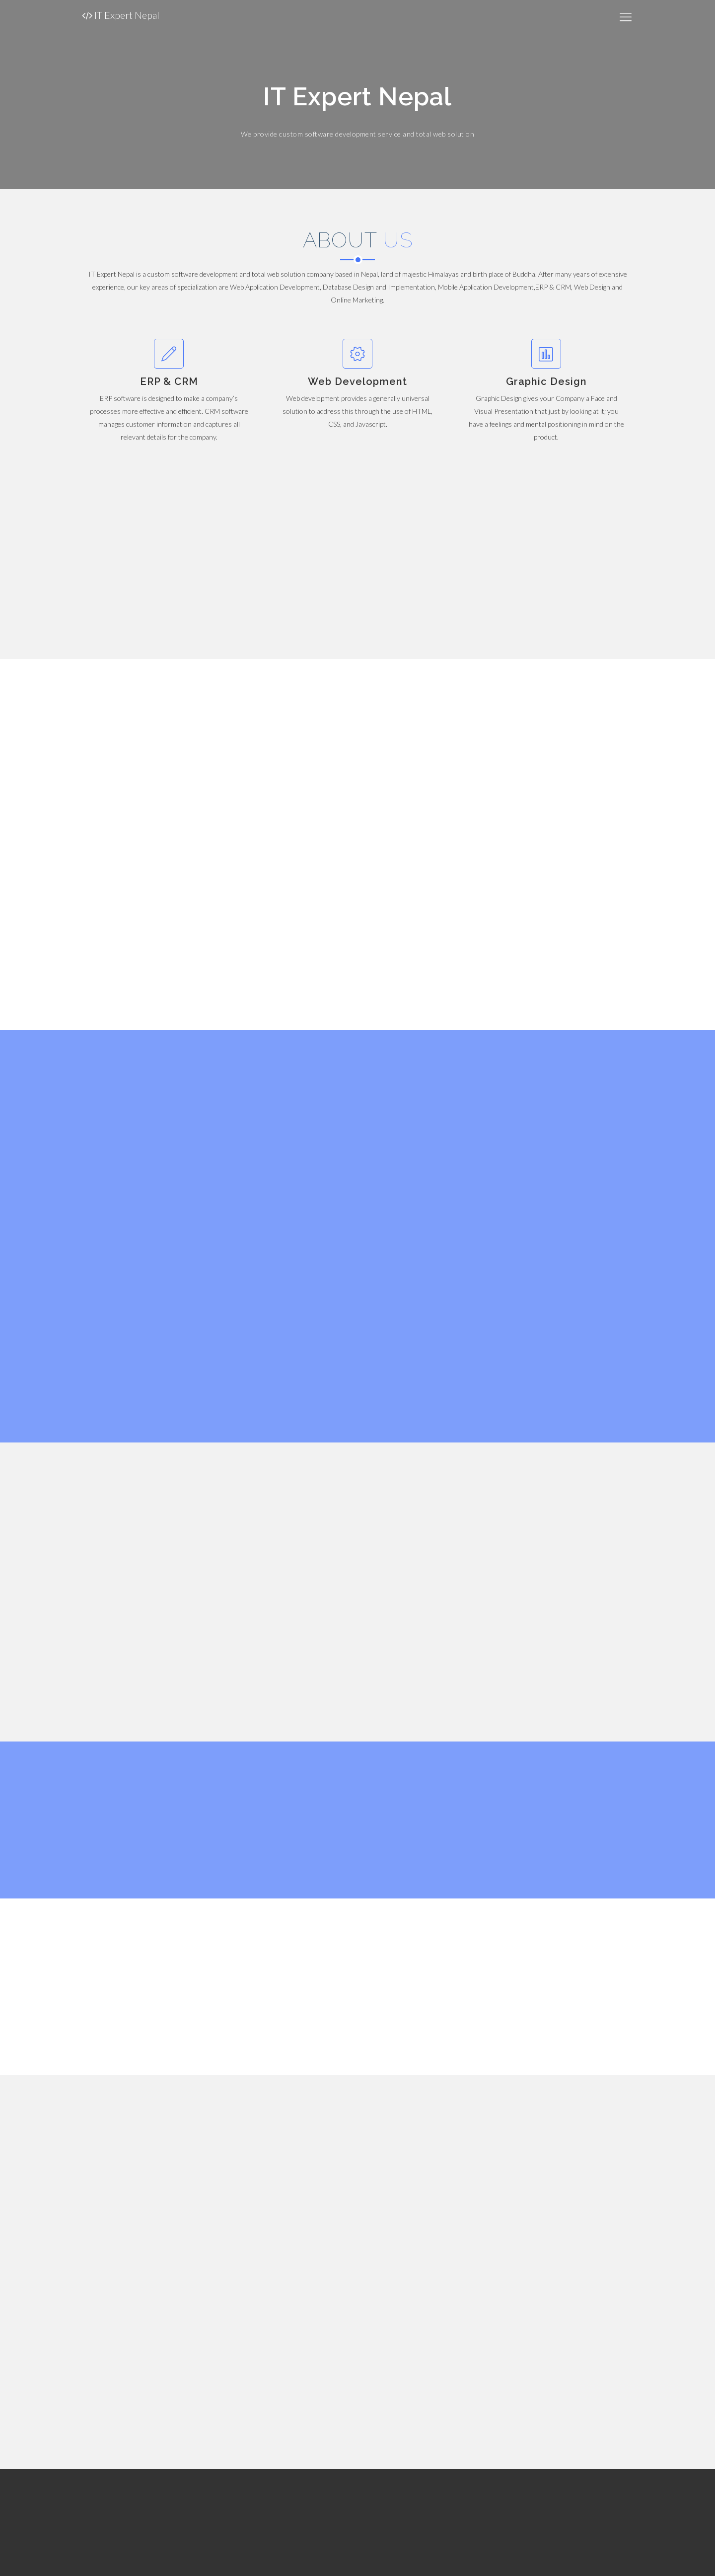 </> IT Expert Nepal
IT Expert Nepal
We provide custom software development service and total web solution
ABOUT US
IT Expert Nepal is a custom software development and total web solution company based in Nepal, land of majestic Himalayas and birth place of Buddha. After many years of extensive
experience, our key areas of specialization are Web Application Development, Database Design and Implementation, Mobile Application Development,ERP & CRM, Web Design and
Online Marketing.
ERP & CRM
ERP software is designed to make a company's
processes more effective and efficient. CRM software
manages customer information and captures all
relevant details for the company.
Web Development
Web development provides a generally universal
solution to address this through the use of HTML,
CSS, and Javascript.
Graphic Design
Graphic Design gives your Company a Face and
Visual Presentation that just by looking at it; you
have a feelings and mental positioning in mind on the
product.